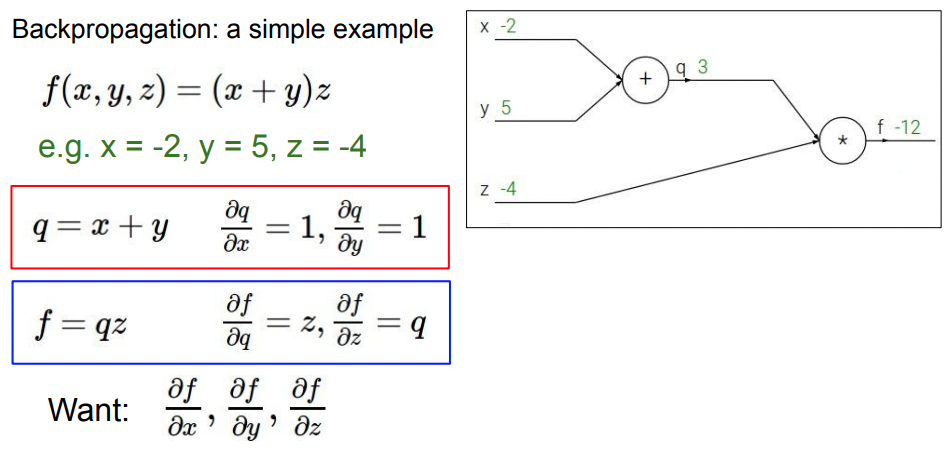 Backpropagation: a simple example
f(x, y, z) = (x + y)z
e.g. x = -2, y = 5, z = -4
q = x + y ∂q/∂x = 1, ∂q/∂y = 1
f = qz ∂f/∂q = z, ∂f/∂z = q
Want: ∂f/∂x, ∂f/∂y, ∂f/∂z
x -2
+
q 3
y 5
f -12
*
z -4